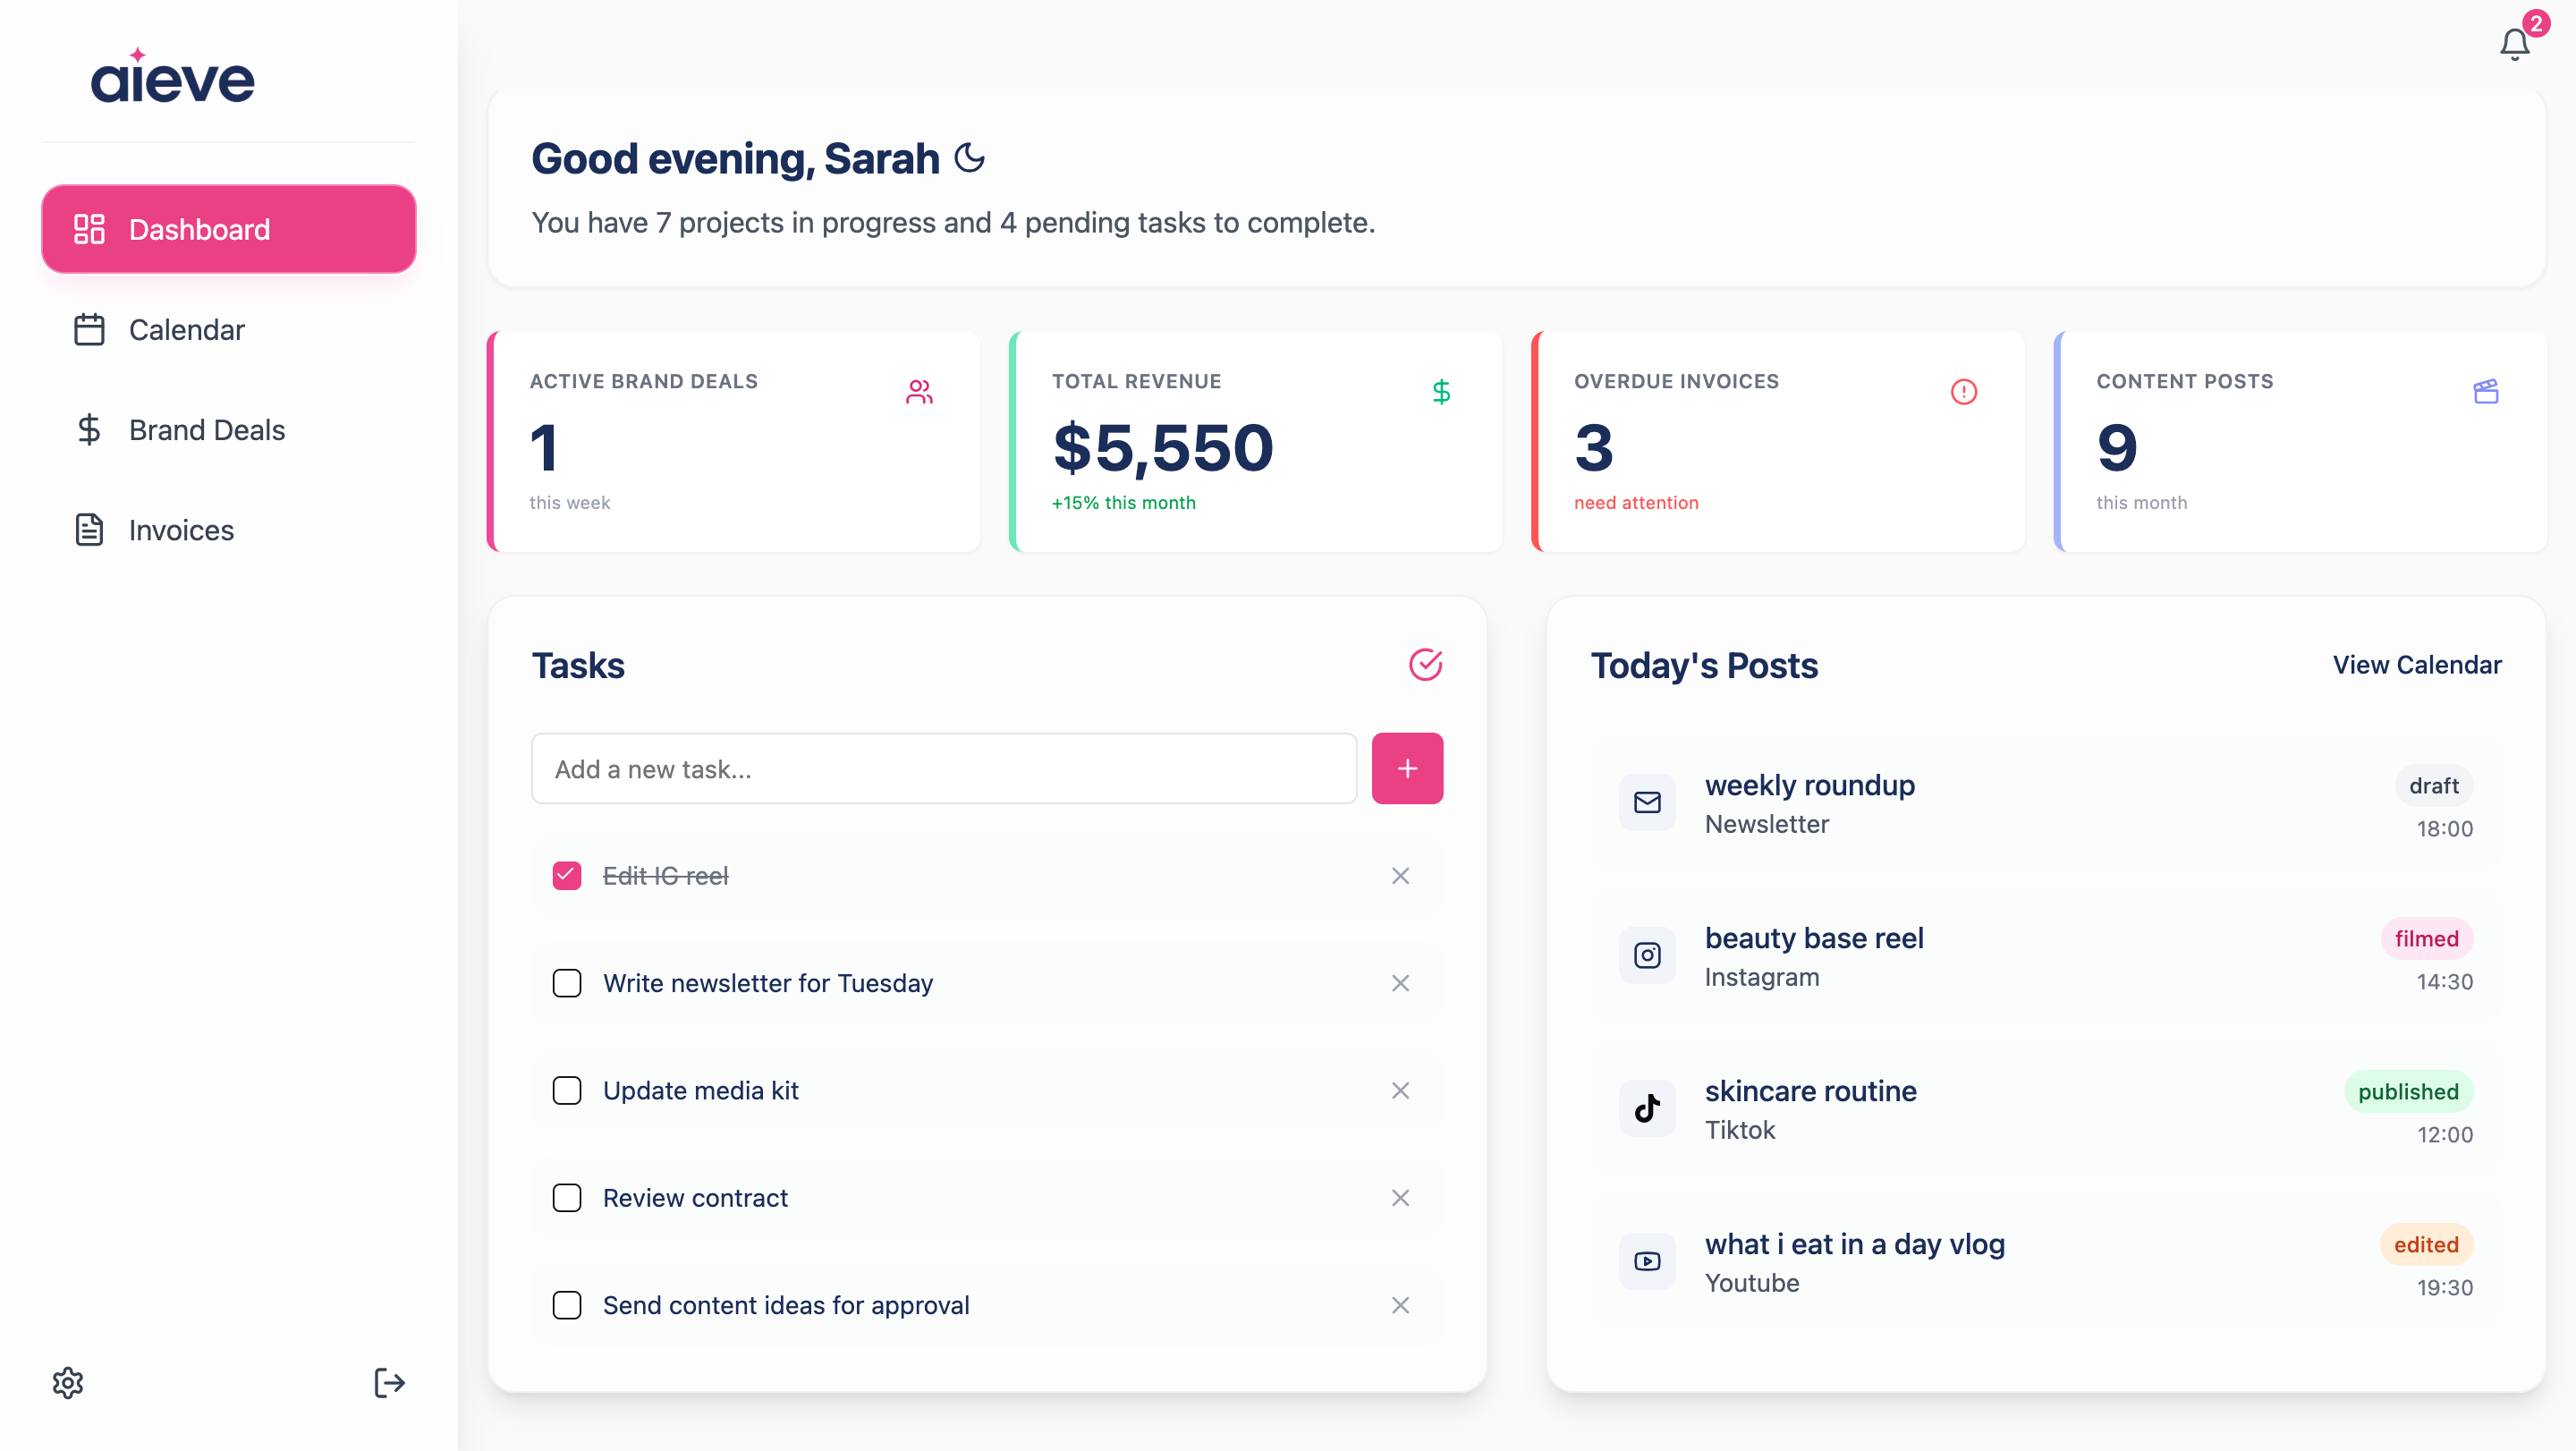 aieve
2
Dashboard
Calendar
Brand Deals
Invoices
Good evening, Sarah
You have 7 projects in progress and 4 pending tasks to complete.
ACTIVE BRAND DEALS
1
this week
TOTAL REVENUE
$5,550
+15% this month
OVERDUE INVOICES
3
need attention
CONTENT POSTS
9
this month
Tasks
Add a new task...
Edit IG reel
Write newsletter for Tuesday
Update media kit
Review contract
Send content ideas for approval
Today's Posts
View Calendar
weekly roundup
Newsletter
draft
18:00
beauty base reel
Instagram
filmed
14:30
skincare routine
Tiktok
published
12:00
what i eat in a day vlog
Youtube
edited
19:30